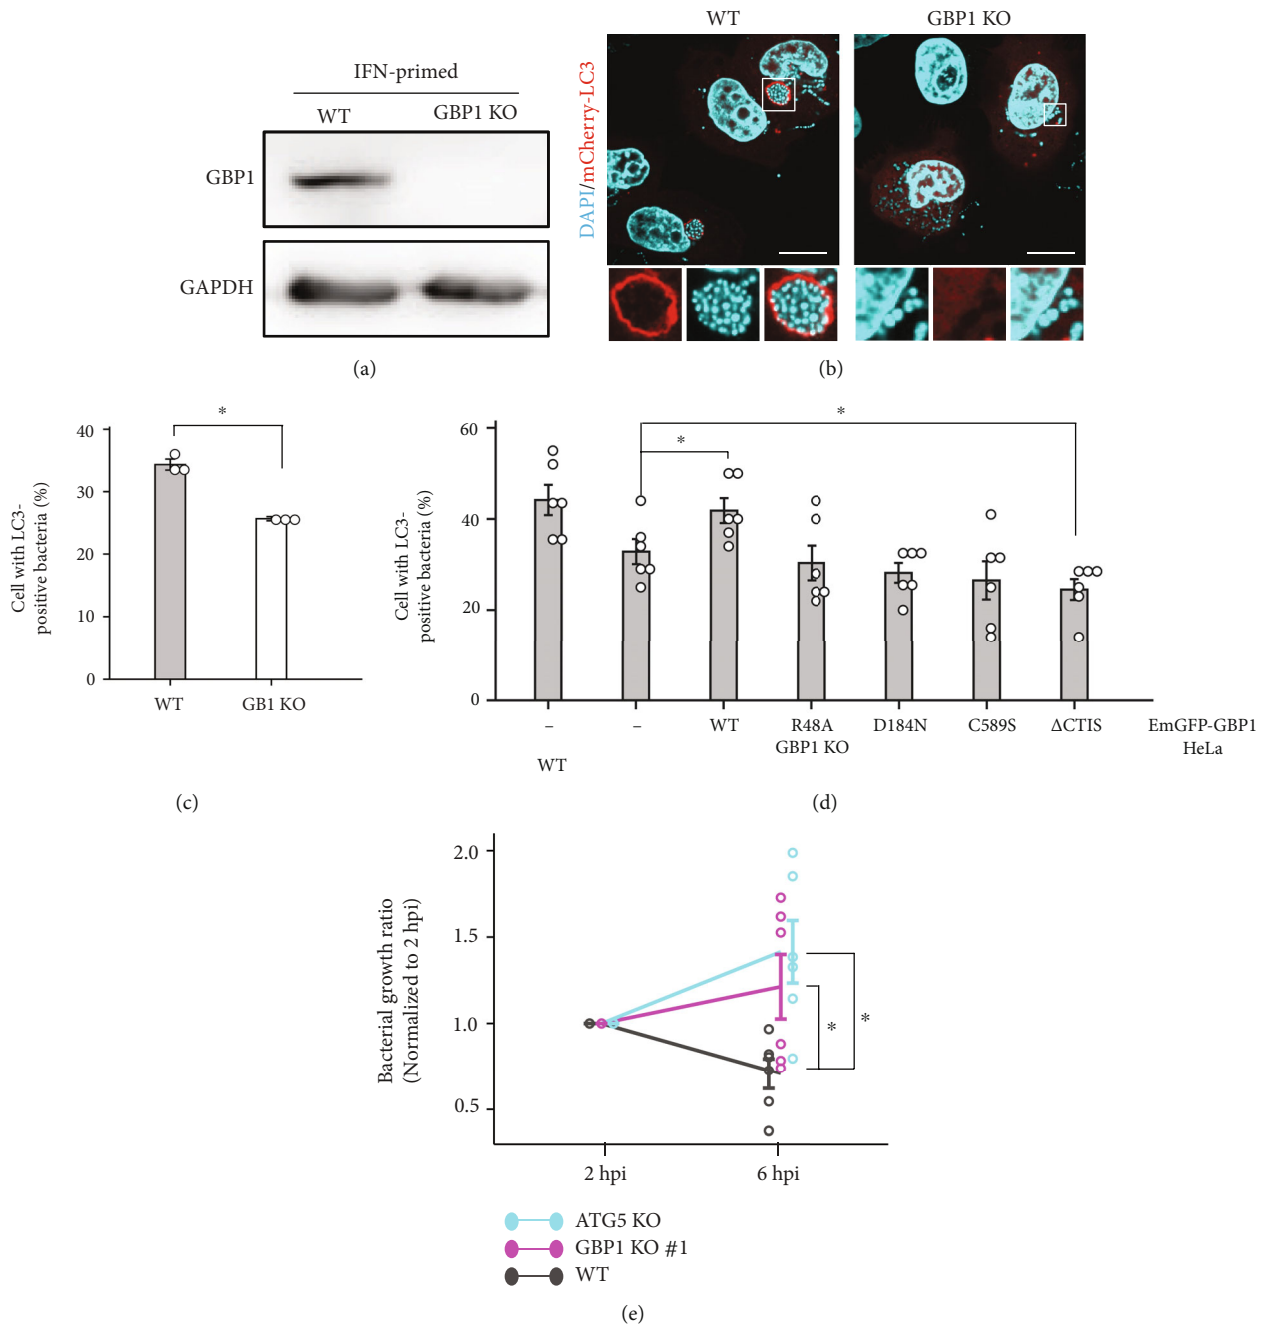 IFN-primed
WT GBP1 KO
GBP1
GAPDH
(a)
WT GBP1 KO
DAPI/mCherry-LC3
(b)
*
40
30
20
10
0
Cell with LC3-
positive bacteria (%)
WT GB1 KO
(c)
*
*
60
40
20
0
Cell with LC3-
positive bacteria (%)
– – WT R48A D184N C589S ΔCTIS EmGFP-GBP1
GBP1 KO HeLa
WT
(d)
2.0
1.5
1.0
0.5
Bacterial growth ratio
(Normalized to 2 hpi)
* *
2 hpi 6 hpi
ATG5 KO
GBP1 KO #1
WT
(e)